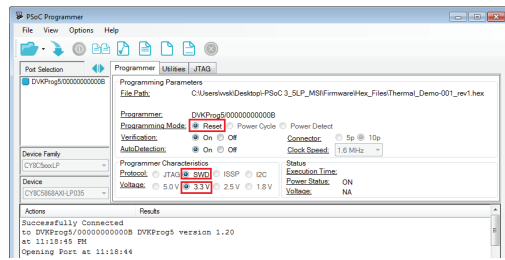 PSoC Programmer
File View Options Help
Port Selection
Programmer Utilities JTAG
DVKProg5/00000000000B
Programming Parameters
File Path: C:\Users\vsk\Desktop\-PSoC 3_5LP_MSI\Firmware\Hex_Files\Thermal_Demo-001_rev1.hex
Programmer: DVKProg5/00000000000B
Programming Mode: Reset Power Cycle Power Detect
Verification: On Off Connector: 5p 10p
AutoDetection: On Off Clock Speed: 1.6 MHz
Device Family
CY8C5xxxLP
Device
CY8C5868AXI-LP035
Programmer Characteristics
Protocol: JTAG SWD ISSP I2C
Voltage: 5.0 V 3.3 V 2.5 V 1.8 V
Status
Execution Time:
Power Status: ON
Voltage: NA
Actions Results
Successfully Connected
to DVKProg5/00000000000B DVKProg5 version 1.20
at 11:18:45 PM
Opening Port at 11:18:44